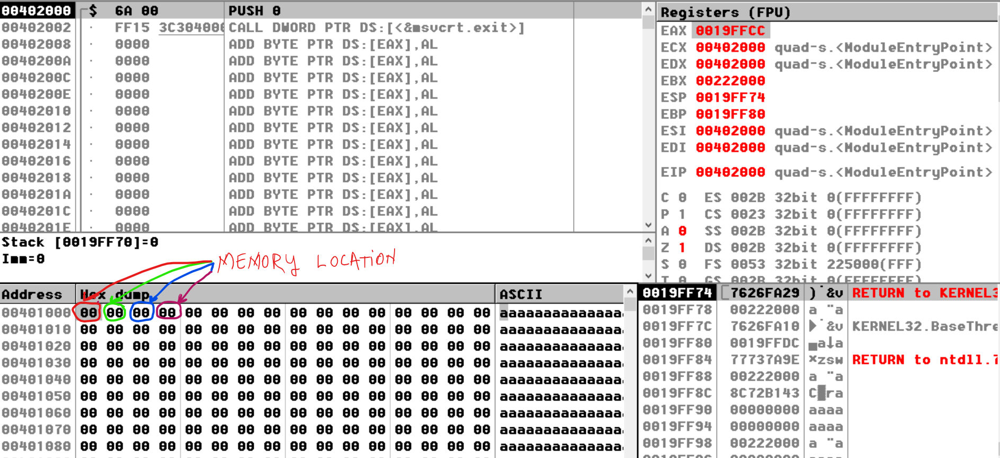 00402000 $ 6A 00 PUSH 0
00402002 · FF15 3C304000 CALL DWORD PTR DS:[<&msvcrt.exit>]
00402008 · 0000 ADD BYTE PTR DS:[EAX],AL
0040200A · 0000 ADD BYTE PTR DS:[EAX],AL
0040200C · 0000 ADD BYTE PTR DS:[EAX],AL
0040200E · 0000 ADD BYTE PTR DS:[EAX],AL
00402010 · 0000 ADD BYTE PTR DS:[EAX],AL
00402012 · 0000 ADD BYTE PTR DS:[EAX],AL
00402014 · 0000 ADD BYTE PTR DS:[EAX],AL
00402016 · 0000 ADD BYTE PTR DS:[EAX],AL
00402018 · 0000 ADD BYTE PTR DS:[EAX],AL
0040201A · 0000 ADD BYTE PTR DS:[EAX],AL
0040201C · 0000 ADD BYTE PTR DS:[EAX],AL
0040201E · 0000 ADD BYTE PTR DS:[EAX],AL
Registers (FPU)
EAX 0019FFCC
ECX 00402000 quad-s.<ModuleEntryPoint>
EDX 00402000 quad-s.<ModuleEntryPoint>
EBX 00222000
ESP 0019FF74
EBP 0019FF80
ESI 00402000 quad-s.<ModuleEntryPoint>
EDI 00402000 quad-s.<ModuleEntryPoint>
EIP 00402000 quad-s.<ModuleEntryPoint>
C 0 ES 002B 32bit 0(FFFFFFFF)
P 1 CS 0023 32bit 0(FFFFFFFF)
A 0 SS 002B 32bit 0(FFFFFFFF)
Z 1 DS 002B 32bit 0(FFFFFFFF)
S 0 FS 0053 32bit 225000(FFF)
T 0 GS 002B 32bit 0(FFFFFFFF)
Stack [0019FF70]=0
Imm=0
MEMORY LOCATION
Address Hex dump ASCII
00401000 00 00 00 00 00 00 00 00 00 00 00 00 00 00 00 00 aaaaaaaaaaaaaa
00401010 00 00 00 00 00 00 00 00 00 00 00 00 00 00 00 00 aaaaaaaaaaaaaa
00401020 00 00 00 00 00 00 00 00 00 00 00 00 00 00 00 00 aaaaaaaaaaaaaa
00401030 00 00 00 00 00 00 00 00 00 00 00 00 00 00 00 00 aaaaaaaaaaaaaa
00401040 00 00 00 00 00 00 00 00 00 00 00 00 00 00 00 00 aaaaaaaaaaaaaa
00401050 00 00 00 00 00 00 00 00 00 00 00 00 00 00 00 00 aaaaaaaaaaaaaa
00401060 00 00 00 00 00 00 00 00 00 00 00 00 00 00 00 00 aaaaaaaaaaaaaa
00401070 00 00 00 00 00 00 00 00 00 00 00 00 00 00 00 00 aaaaaaaaaaaaaa
00401080 00 00 00 00 00 00 00 00 00 00 00 00 00 00 00 00 aaaaaaaaaaaaaa
0019FF74 7626FA29 )˙&v RETURN to KERNEL3
0019FF78 00222000 a "a
0019FF7C 7626FA10 ►˙&v KERNEL32.BaseThre
0019FF80 0019FFDC ▄a↓a
0019FF84 77737A9E ×zsw RETURN to ntdll.7
0019FF88 00222000 a "a
0019FF8C 8C72B143 C▒ra
0019FF90 00000000 aaaa
0019FF94 00000000 aaaa
0019FF98 00222000 a "a